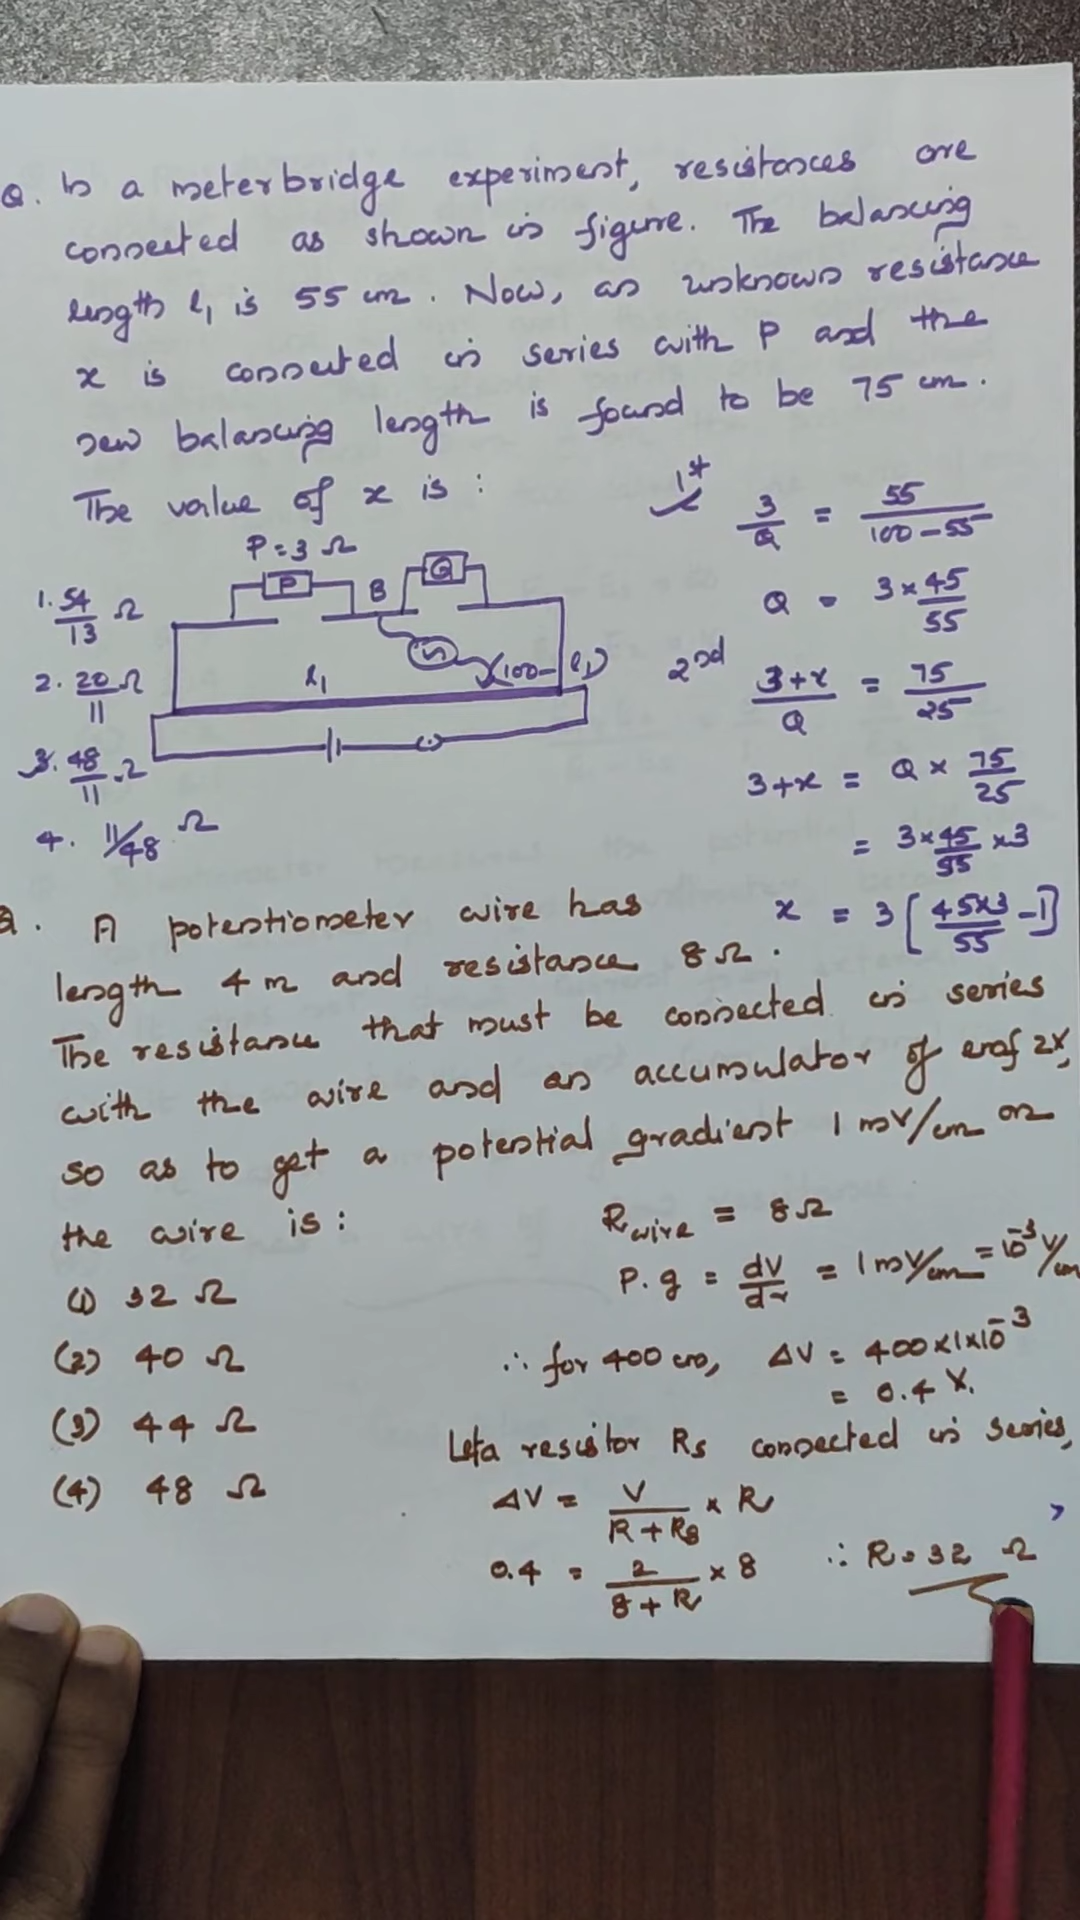 Q. In a meterbridge experiment, resistances are
connected as shown in figure. The balancing
length l₁ is 55 cm. Now, an unknown resistance
x is connected in series with P and the
new balancing length is found to be 75 cm.
The value of x is:
P = 3 Ω
P
B
Q
G
l₁
(100-l₁)
1. 54/13 Ω
2. 20/11 Ω
3. 48/11 Ω
4. 11/48 Ω
1st
3/Q = 55/(100-55)
Q = 3 × 45/55
2nd
(3+x)/Q = 75/25
3+x = Q × 75/25
= 3 × 45/55 × 3
x = 3 [45×3/55 - 1]
Q. A potentiometer wire has
length 4 m and resistance 8 Ω.
The resistance that must be connected in series
with the wire and an accumulator of emf 2V,
so as to get a potential gradient 1 mV/cm on
the wire is:
(1) 32 Ω
(2) 40 Ω
(3) 44 Ω
(4) 48 Ω
R wire = 8 Ω
P.g = dV/dr = 1 mV/cm = 10⁻³ V/cm
∴ for 400 cm, ΔV = 400×1×10⁻³
= 0.4 V.
Let a resistor Rs connected in series,
ΔV = V/(R+Rs) × R
0.4 = 2/(8+R) × 8
∴ R = 32 Ω